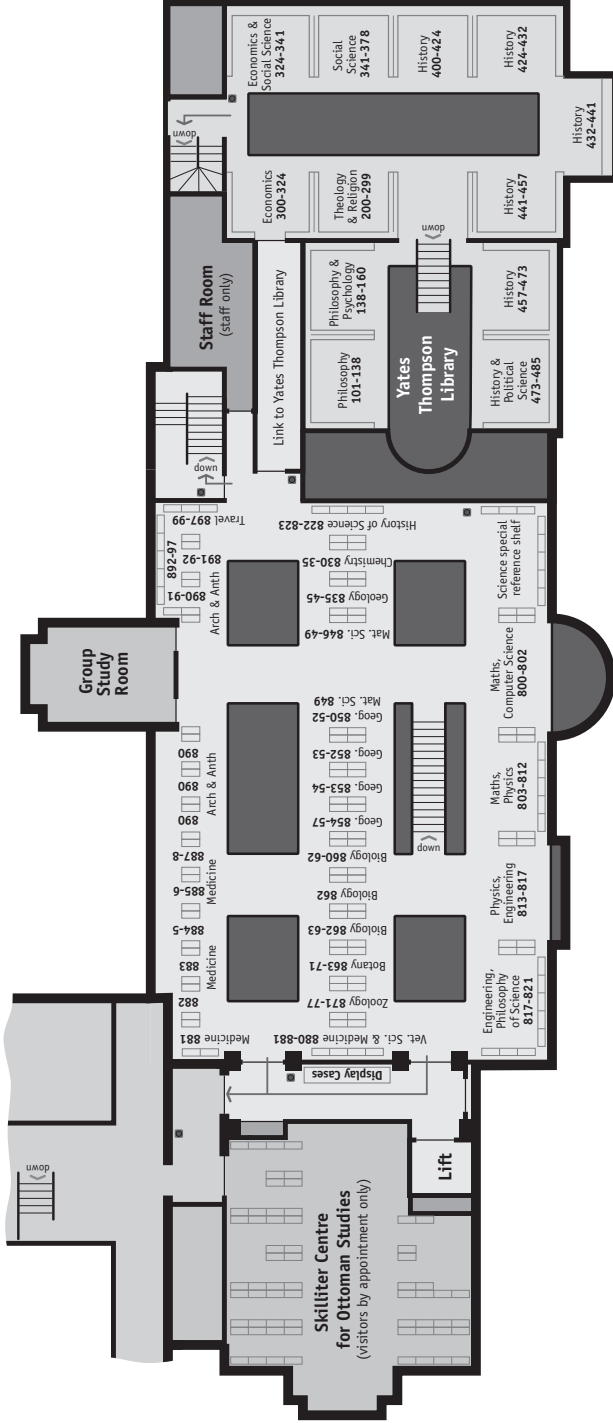 Economics &
Social Science
324-341
Social
Science
341-378
History
400-424
History
424-432
History
432-441
down
Economics
300-324
Theology
& Religion
200-299
History
441-457
down
Staff Room
(staff only)
Link to Yates Thompson Library
Philosophy &
Psychology
138-160
Philosophy
101-138
Yates
Thompson
Library
History
457-473
History &
Political
Science
473-485
down
Travel 897-99
892-97
891-92
890-91
Arch & Anth
History of Science 822-823
Chemistry 830-35
Geology 835-45
Mat. Sci. 846-49
Science special
reference shelf
Group
Study
Room
Maths,
Computer Science
800-802
Mat. Sci. 849
Geog. 850-52
Geog. 852-53
Geog. 853-54
Geog. 854-57
Biology 860-62
Biology 862
Biology 862-63
Botany 863-71
Zoology 871-77
Vet. Sci. & Medicine 880-881
890
890
890
Arch & Anth
887-8
885-6
Medicine
884-5
883
Medicine
882
Medicine 881
down
Maths,
Physics
803-812
Physics,
Engineering
813-817
Engineering,
Philosophy
of Science
817-821
Display Cases
Lift
down
Skilliter Centre
for Ottoman Studies
(visitors by appointment only)